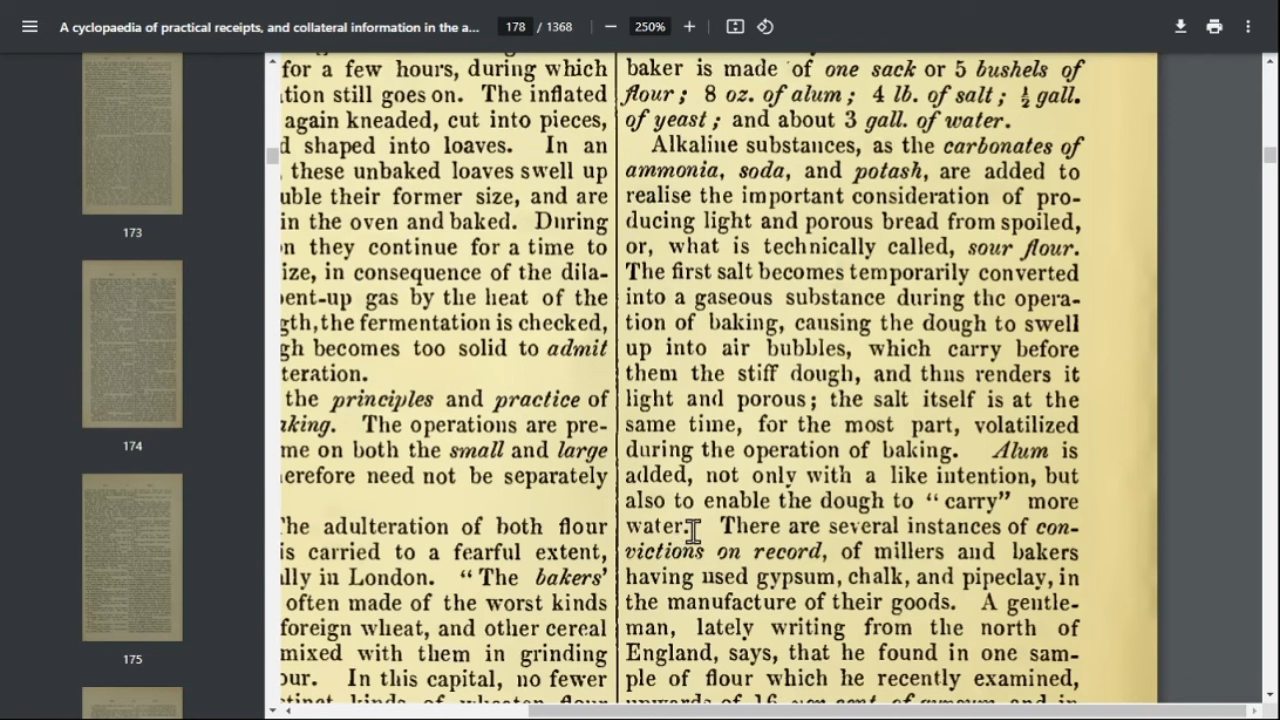 A cyclopaedia of practical receipts, and collateral information in the a...
178 / 1368
250%
173
174
175
for a few hours, during which
tion still goes on. The inflated
again kneaded, cut into pieces,
d shaped into loaves. In an
, these unbaked loaves swell up
uble their former size, and are
in the oven and baked. During
n they continue for a time to
ize, in consequence of the dila-
pent-up gas by the heat of the
gth, the fermentation is checked,
gh becomes too solid to admit
teration.
the principles and practice of
aking. The operations are pre-
me on both the small and large
erefore need not be separately
The adulteration of both flour
is carried to a fearful extent,
lly in London. “The bakers’
often made of the worst kinds
foreign wheat, and other cereal
mixed with them in grinding
our. In this capital, no fewer
tinct kinds of wheaten flour
baker is made of one sack or 5 bushels of
flour; 8 oz. of alum; 4 lb. of salt; ½ gall.
of yeast; and about 3 gall. of water.
Alkaline substances, as the carbonates of
ammonia, soda, and potash, are added to
realise the important consideration of pro-
ducing light and porous bread from spoiled,
or, what is technically called, sour flour.
The first salt becomes temporarily converted
into a gaseous substance during the opera-
tion of baking, causing the dough to swell
up into air bubbles, which carry before
them the stiff dough, and thus renders it
light and porous; the salt itself is at the
same time, for the most part, volatilized
during the operation of baking. Alum is
added, not only with a like intention, but
also to enable the dough to “carry” more
water. There are several instances of con-
victions on record, of millers and bakers
having used gypsum, chalk, and pipeclay, in
the manufacture of their goods. A gentle-
man, lately writing from the north of
England, says, that he found in one sam-
ple of flour which he recently examined,
upwards of 16 per cent. of gypsum, and in